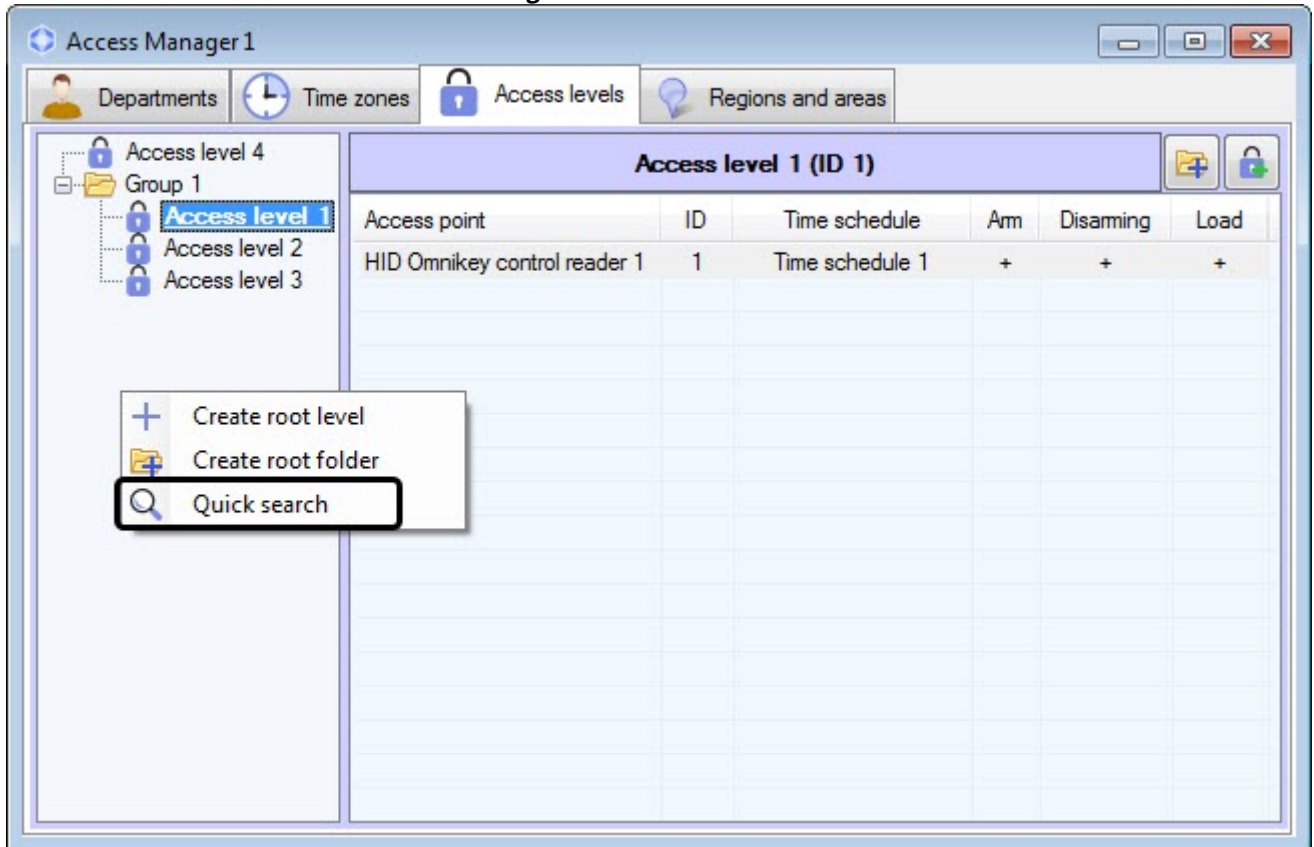 Access Manager 1
Departments Time zones Access levels Regions and areas
Access level 4
Group 1
Access level 1
Access level 2
Access level 3
Access level 1 (ID 1)
Access point ID Time schedule Arm Disarming Load
HID Omnikey control reader 1 1 Time schedule 1 + + +
Create root level
Create root folder
Quick search